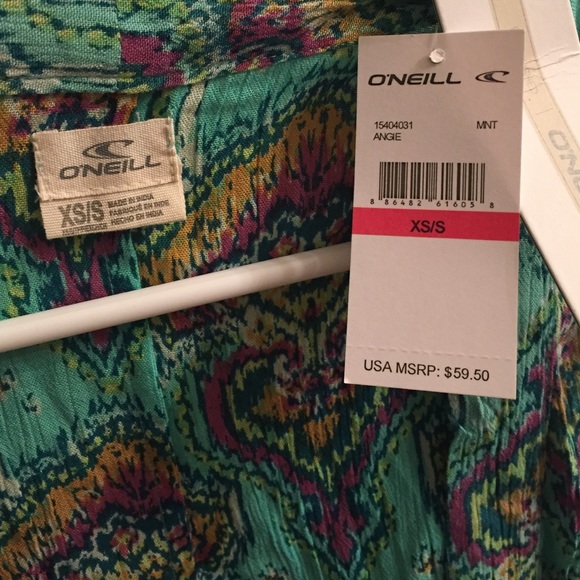 O'NEILL
XS/S
MADE IN INDIA
FABRIQUÉ EN INDE
HECHO EN INDIA
O'NEILL
15404031 MNT
ANGIE
8 86482 61605 8
XS/S
USA MSRP: $59.50